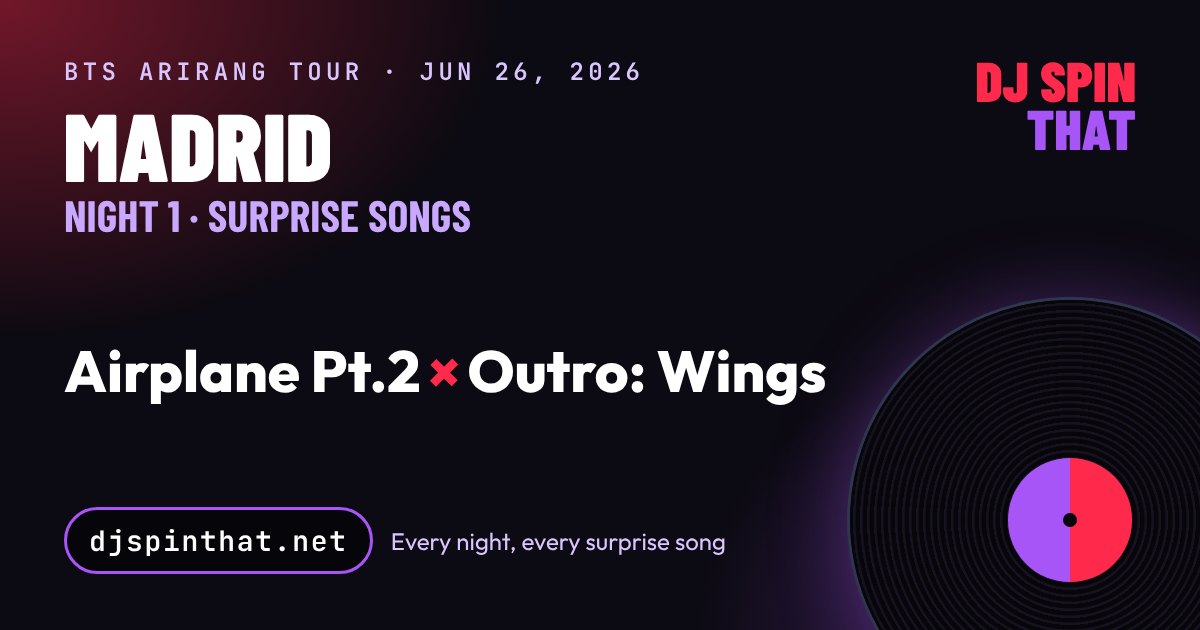 BTS ARIRANG TOUR · JUN 26, 2026
DJ SPIN
THAT
MADRID
NIGHT 1 · SURPRISE SONGS
Airplane Pt.2 × Outro: Wings
djspinthat.net
Every night, every surprise song